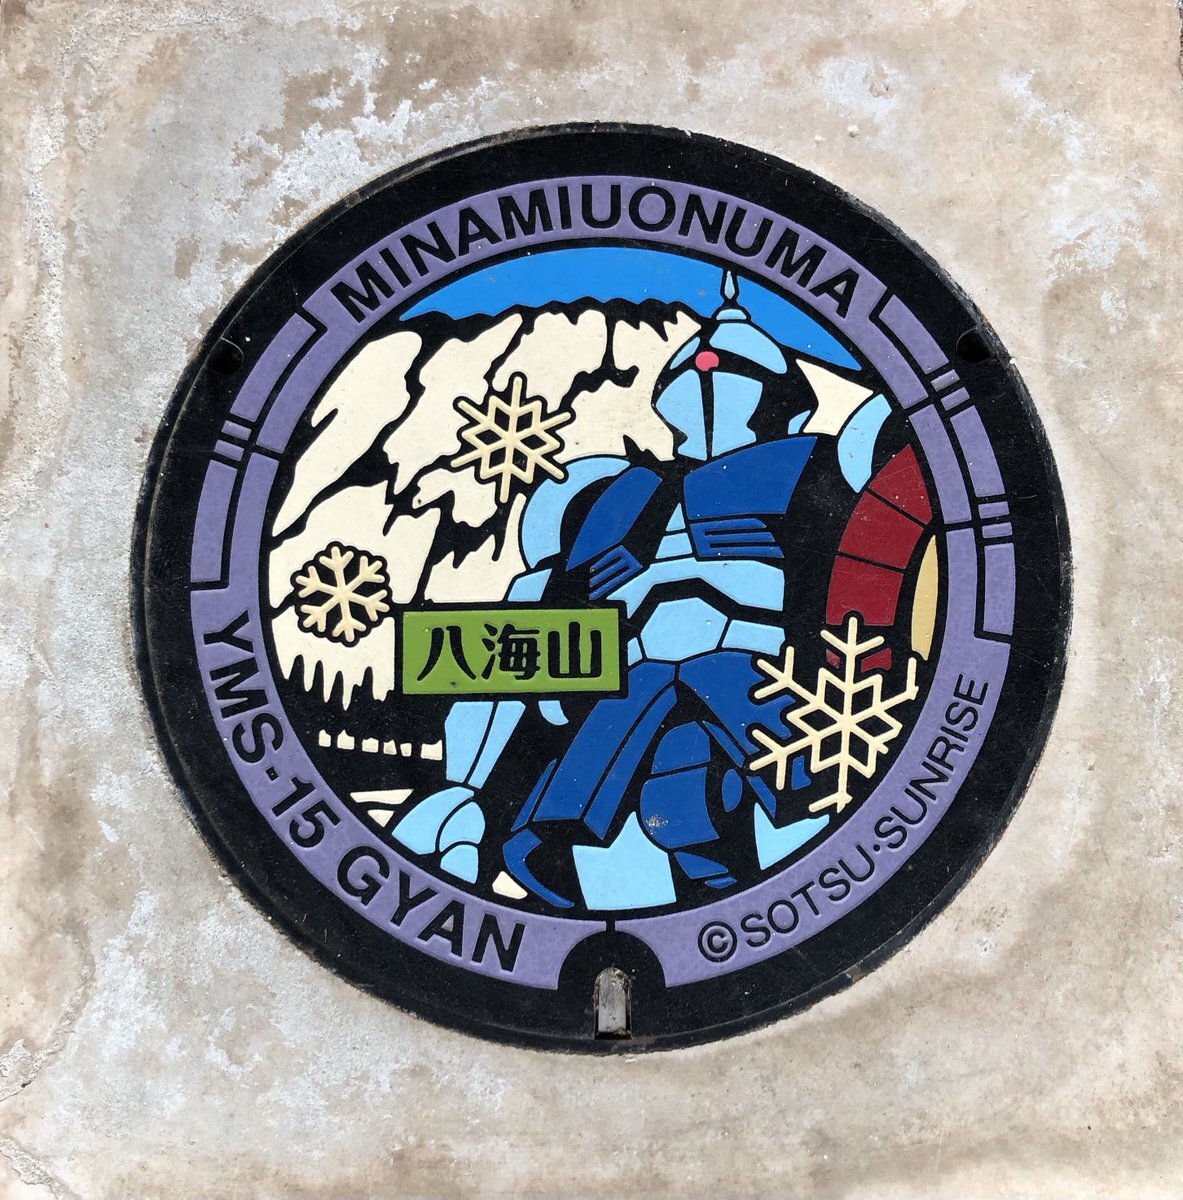 MINAMIUONUMA
八海山
YMS-15 GYAN
©SOTSU·SUNRISE